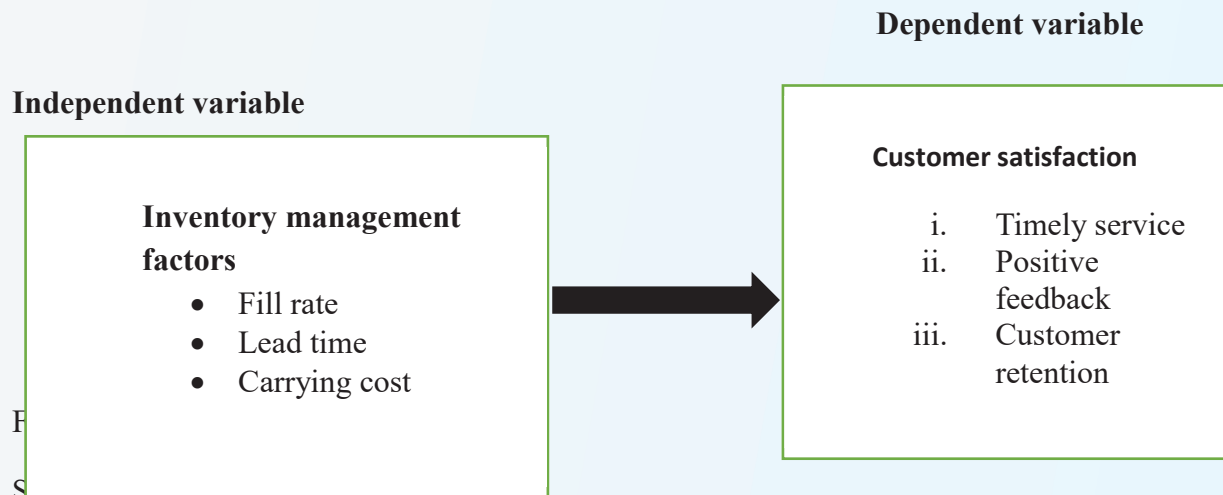 Dependent variable
Independent variable
Customer satisfaction
i. Timely service
ii. Positive
feedback
iii. Customer
retention
Inventory management
factors
• Fill rate
• Lead time
• Carrying cost
F
S